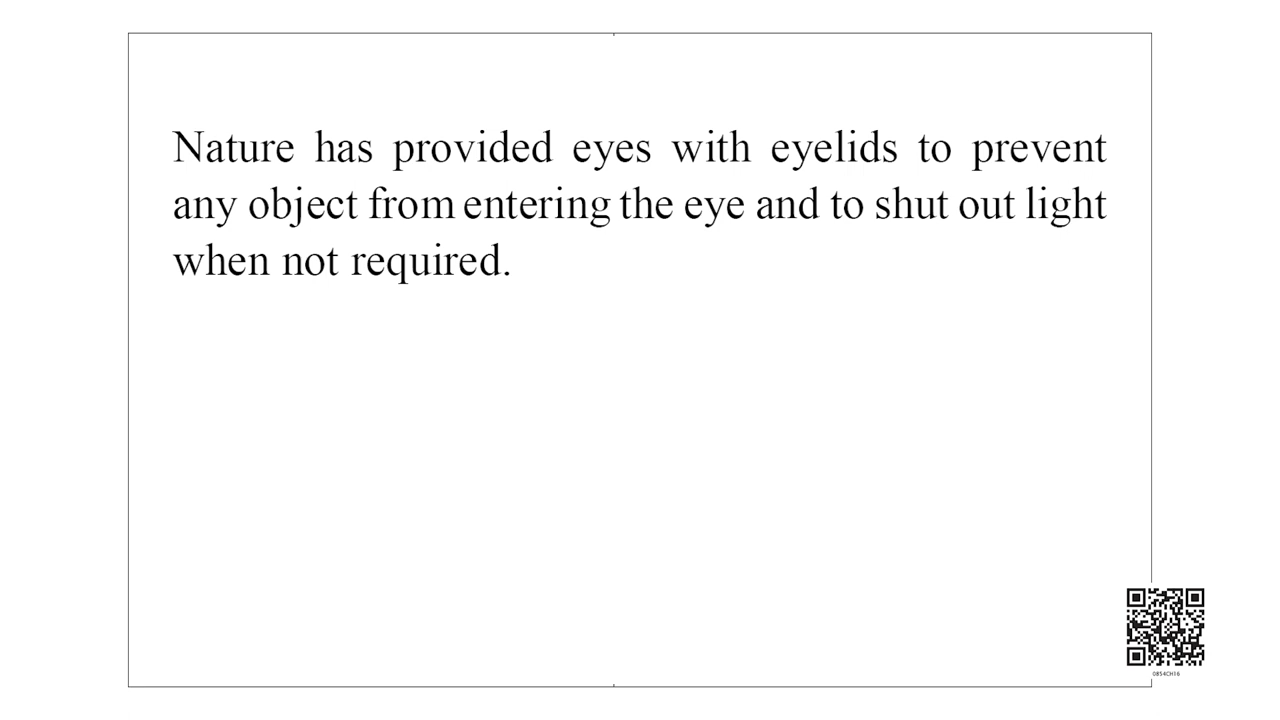 Nature has provided eyes with eyelids to prevent
any object from entering the eye and to shut out light
when not required.
0854CH16